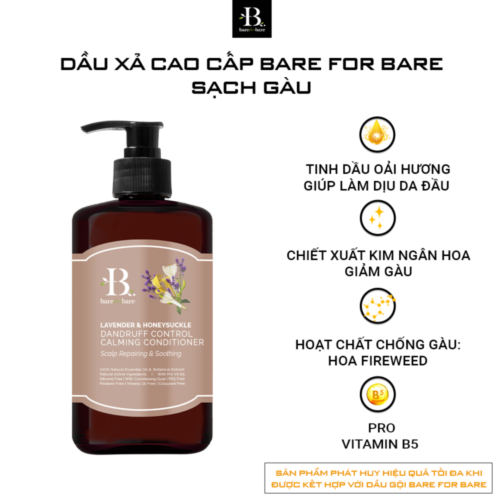 B
bare for bare
DẦU XẢ CAO CẤP BARE FOR BARE
SẠCH GÀU
TINH DẦU OẢI HƯƠNG
GIÚP LÀM DỊU DA ĐẦU
CHIẾT XUẤT KIM NGÂN HOA
GIẢM GÀU
HOẠT CHẤT CHỐNG GÀU:
HOA FIREWEED
B5
PRO
VITAMIN B5
B
bare for bare
LAVENDER & HONEYSUCKLE
DANDRUFF CONTROL
CALMING CONDITIONER
Scalp Repairing & Soothing
SẢN PHẨM PHÁT HUY HIỆU QUẢ TỐI ĐA KHI
ĐƯỢC KẾT HỢP VỚI DẦU GỘI BARE FOR BARE